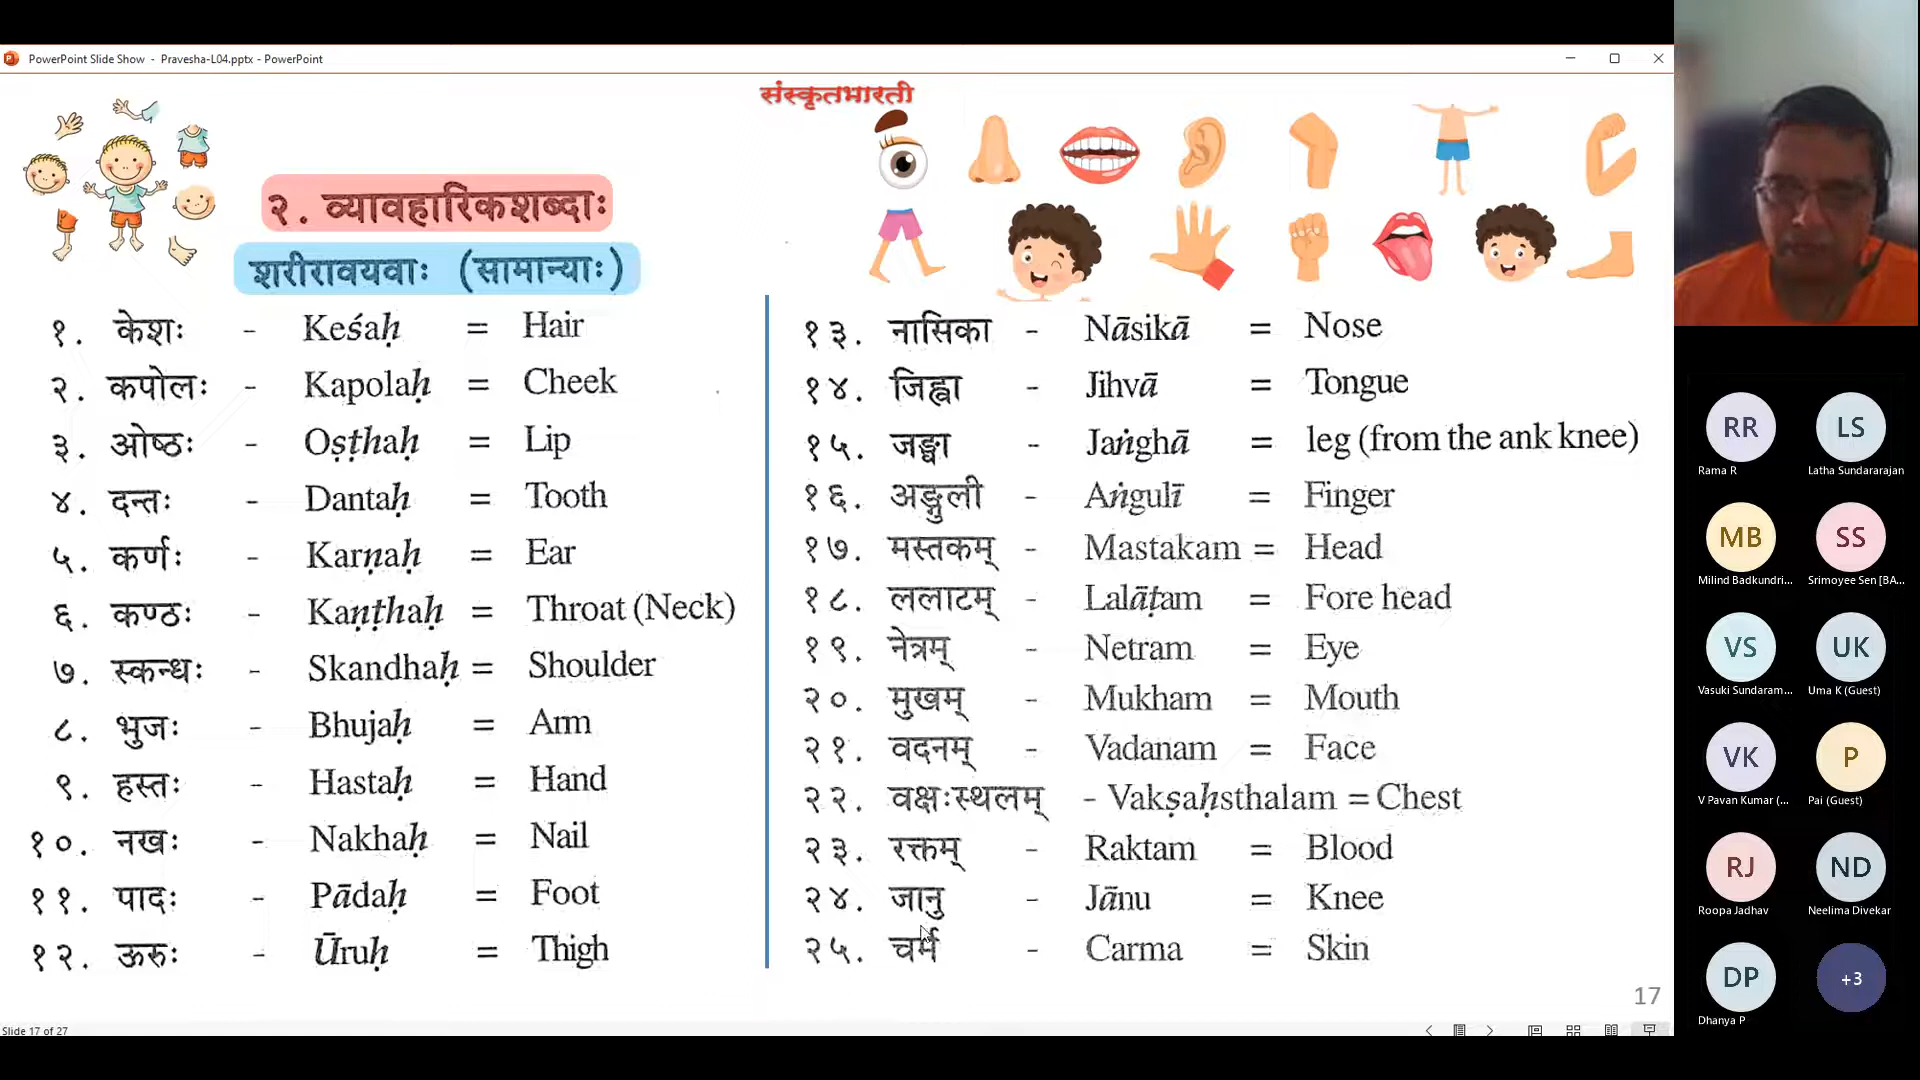 PowerPoint Slide Show - Pravesha-L04.pptx - PowerPoint
संस्कृतभारती
२. व्यावहारिकशब्दाः
शरीरावयवाः (सामान्याः)
१. केशः - Keśaḥ = Hair
२. कपोलः - Kapolaḥ = Cheek
३. ओष्ठः - Oṣṭhaḥ = Lip
४. दन्तः - Dantaḥ = Tooth
५. कर्णः - Karṇaḥ = Ear
६. कण्ठः - Kaṇṭhaḥ = Throat (Neck)
७. स्कन्धः - Skandhaḥ = Shoulder
८. भुजः - Bhujaḥ = Arm
९. हस्तः - Hastaḥ = Hand
१०. नखः - Nakhaḥ = Nail
११. पादः - Pādaḥ = Foot
१२. ऊरुः - Ūruḥ = Thigh
१३. नासिका - Nāsikā = Nose
१४. जिह्वा - Jihvā = Tongue
१५. जङ्घा - Jaṅghā = leg (from the ank knee)
१६. अङ्गुली - Aṅgulī = Finger
१७. मस्तकम् - Mastakam = Head
१८. ललाटम् - Lalāṭam = Fore head
१९. नेत्रम् - Netram = Eye
२०. मुखम् - Mukham = Mouth
२१. वदनम् - Vadanam = Face
२२. वक्षःस्थलम् - Vakṣaḥsthalam = Chest
२३. रक्तम् - Raktam = Blood
२४. जानु - Jānu = Knee
२५. चर्म - Carma = Skin
17
Slide 17 of 27
RR
Rama R
LS
Latha Sundararajan
MB
Milind Badkundri...
SS
Srimoyee Sen [BA...
VS
Vasuki Sundaram...
UK
Uma K (Guest)
VK
V Pavan Kumar (...
P
Pai (Guest)
RJ
Roopa Jadhav
ND
Neelima Divekar
DP
Dhanya P
+3